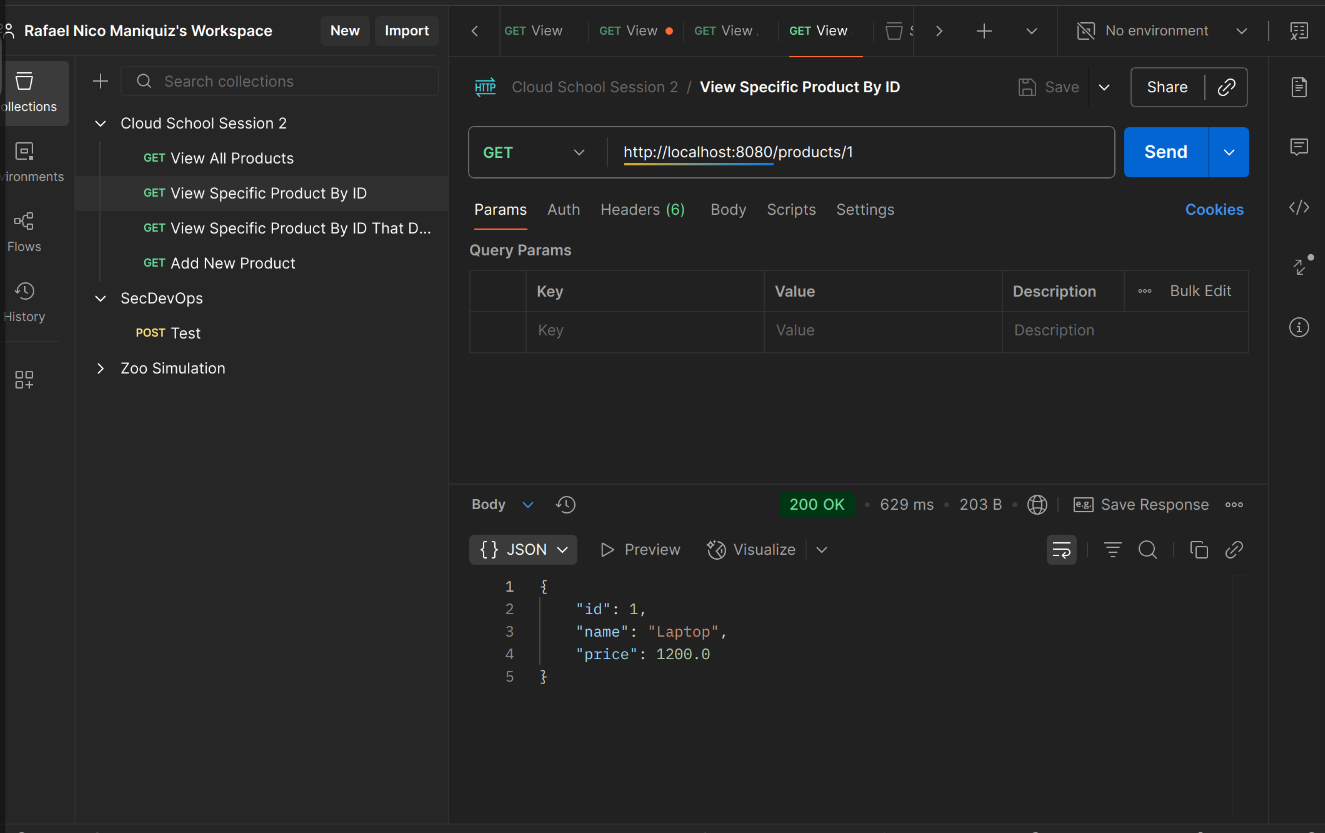 Rafael Nico Maniquiz's Workspace New Import
GET View GET View GET View GET View No environment
ollections
ironments
Flows
History
Search collections
Cloud School Session 2
GET View All Products
GET View Specific Product By ID
GET View Specific Product By ID That D...
GET Add New Product
SecDevOps
POST Test
Zoo Simulation
HTTP Cloud School Session 2 / View Specific Product By ID Save Share
GET http://localhost:8080/products/1 Send
Params Auth Headers (6) Body Scripts Settings Cookies
Query Params
Key Value Description Bulk Edit
Key Value Description
Body 200 OK 629 ms 203 B e.g. Save Response
{ } JSON Preview Visualize
1 {
2 "id": 1,
3 "name": "Laptop",
4 "price": 1200.0
5 }